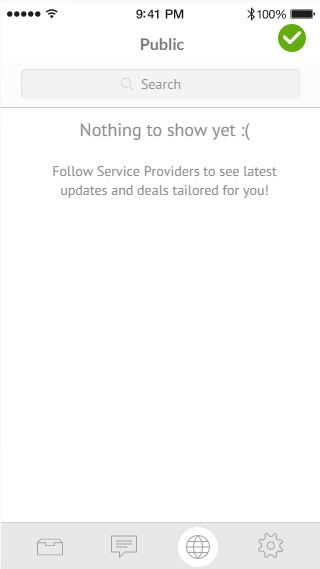 9:41 PM
100%
Public
Search
Nothing to show yet :(
Follow Service Providers to see latest
updates and deals tailored for you!